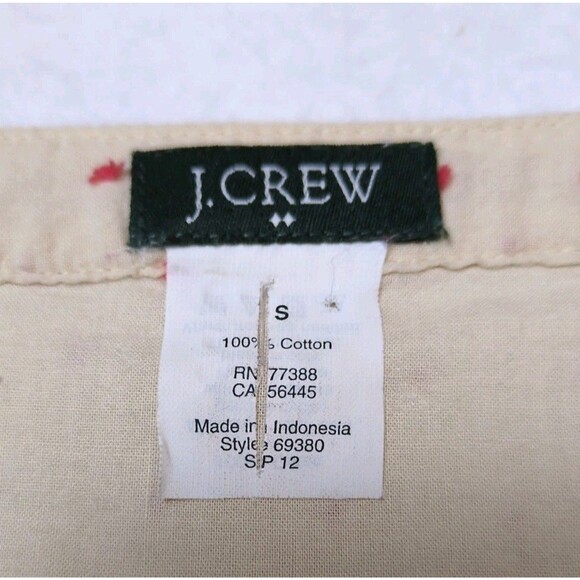 J.CREW
S
100% Cotton
RN 77388
CA 56445
Made in Indonesia
Style 69380
SP 12